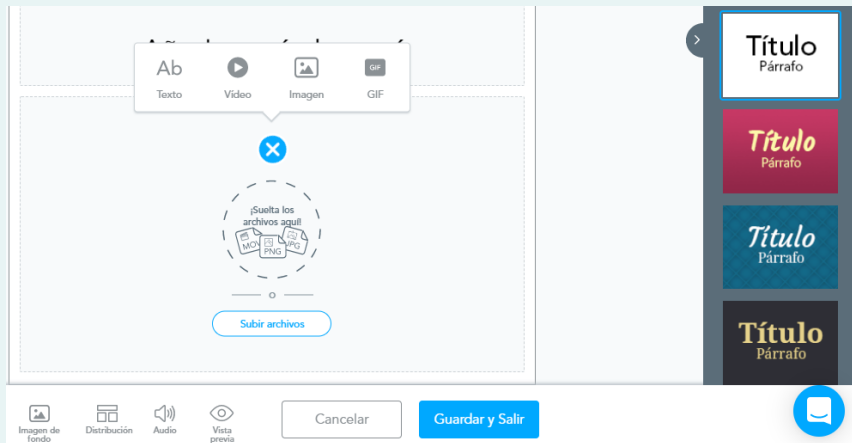 Ab
Texto
Vídeo
Imagen
GIF
GIF
¡Suelta los
archivos aquí!
MOV
PNG
JPG
o
Subir archivos
Título
Párrafo
Título
Párrafo
Título
Párrafo
Título
Párrafo
Imagen de
fondo
Distribución
Audio
Vista
previa
Cancelar
Guardar y Salir